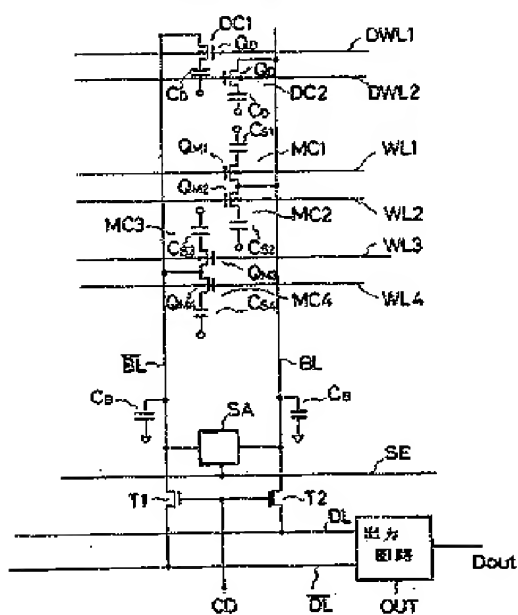 DC1
QD
DWL1
CD
QD
DC2
DWL2
CD
CS1
QM1
MC1
WL1
QM2
MC3
MC2
WL2
CS3
CS2
WL3
QM3
QM4
MC4
WL4
CS4
B̅L̅
BL
CB
SA
CB
SE
T1
T2
DL
出力
回路
Dout
CD
D̅L̅
OUT